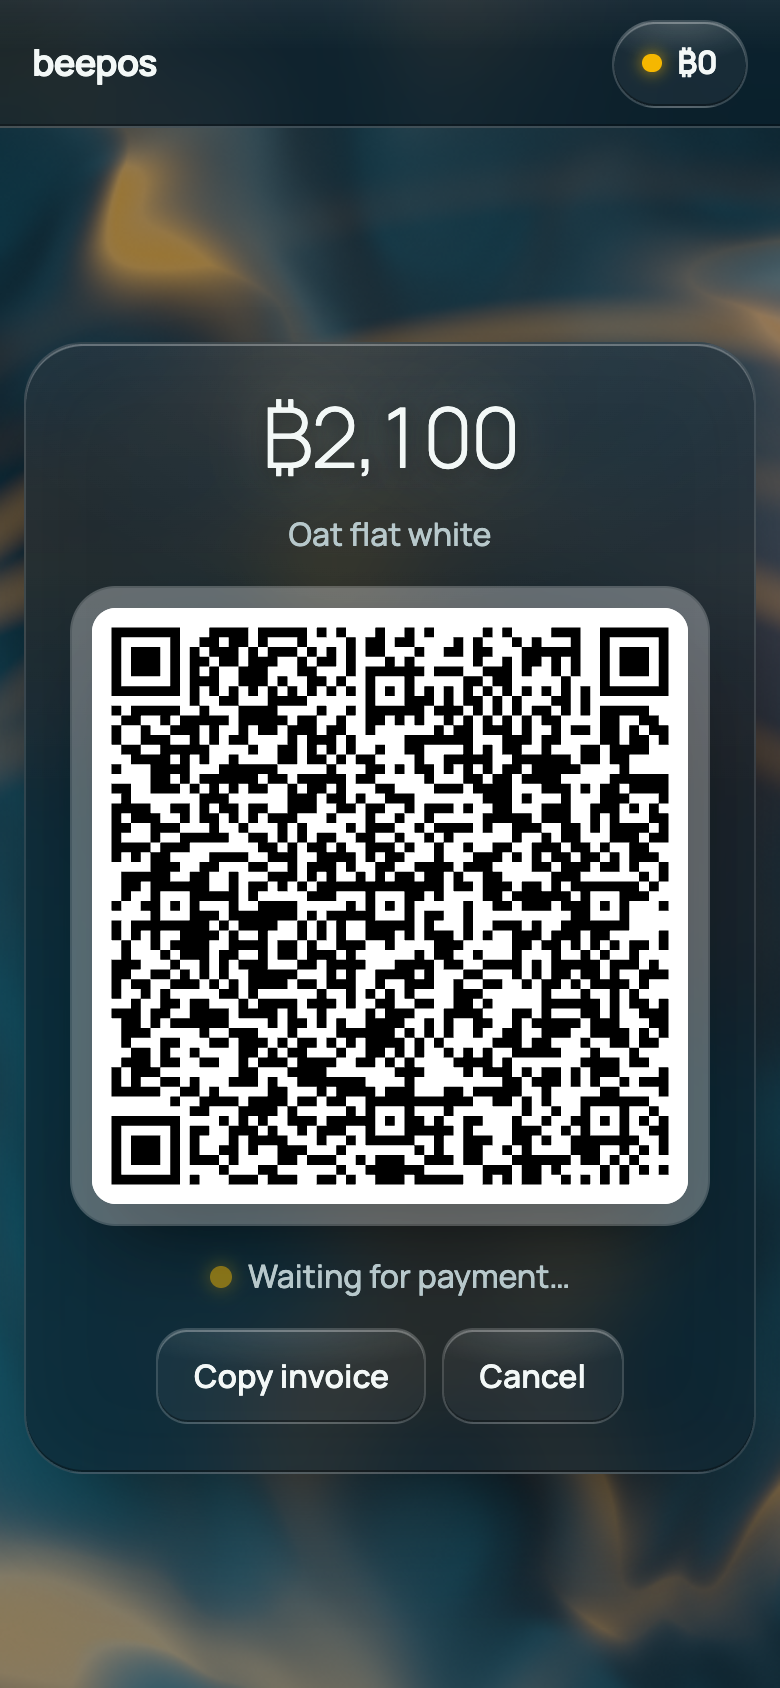 beepos
₿0
₿2,100
Oat flat white
Waiting for payment...
Copy invoice
Cancel